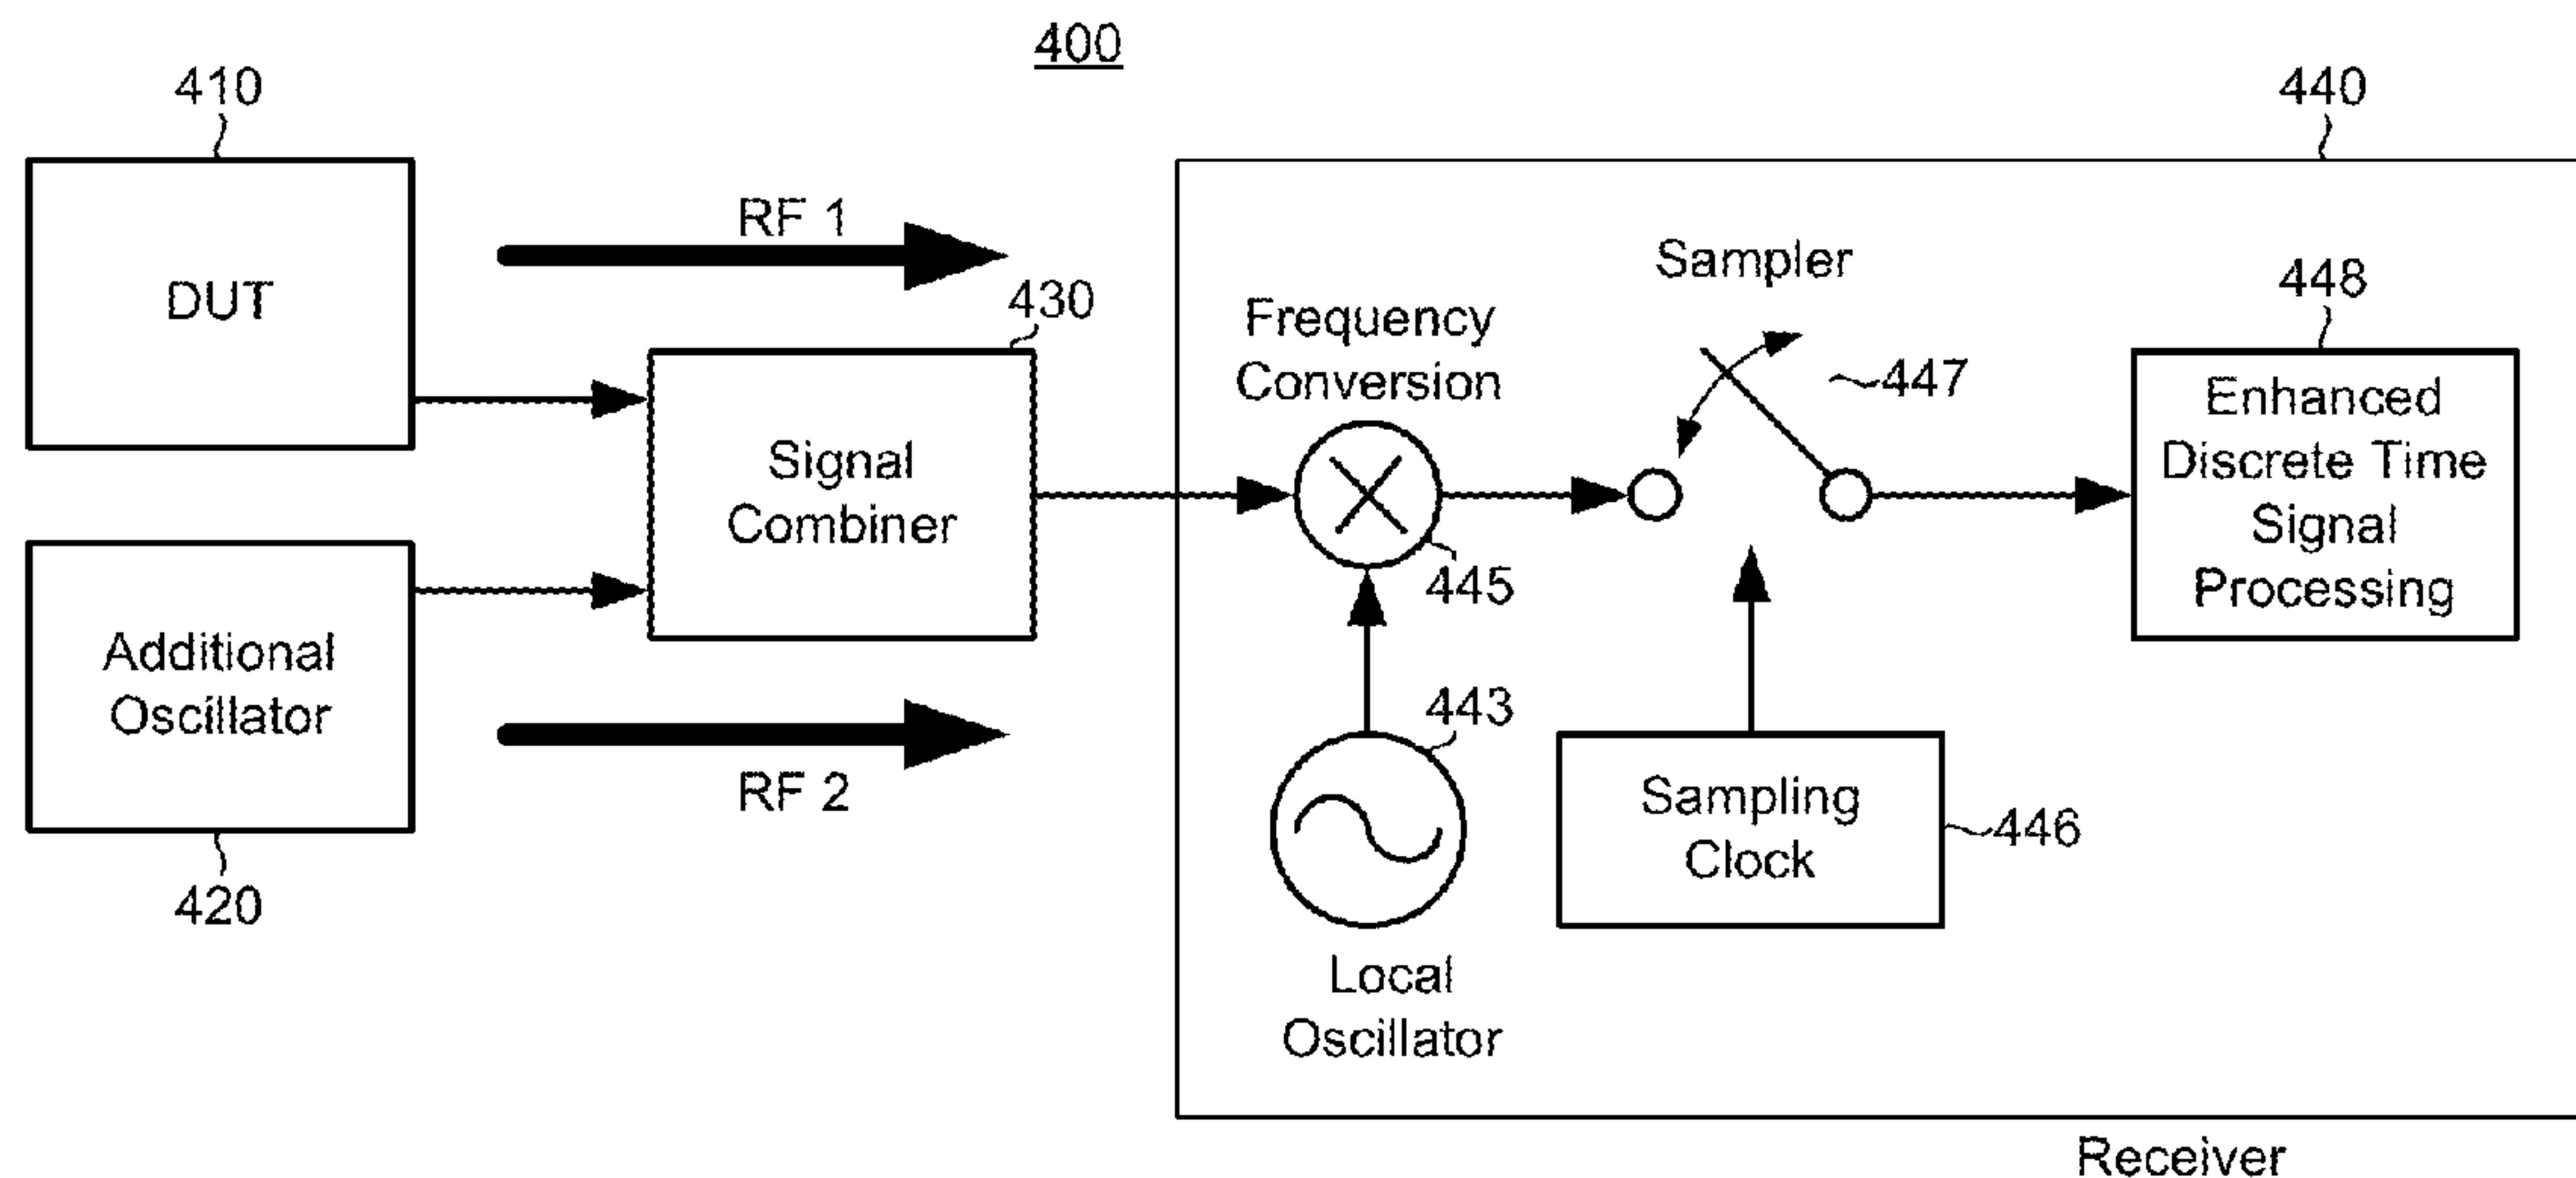 400
410
440
RF 1
DUT
430
Sampler
448
Frequency
Conversion
447
Enhanced
Discrete Time
Signal
Processing
Signal
Combiner
445
Additional
Oscillator
443
RF 2
Sampling
Clock
446
420
Local
Oscillator
Receiver